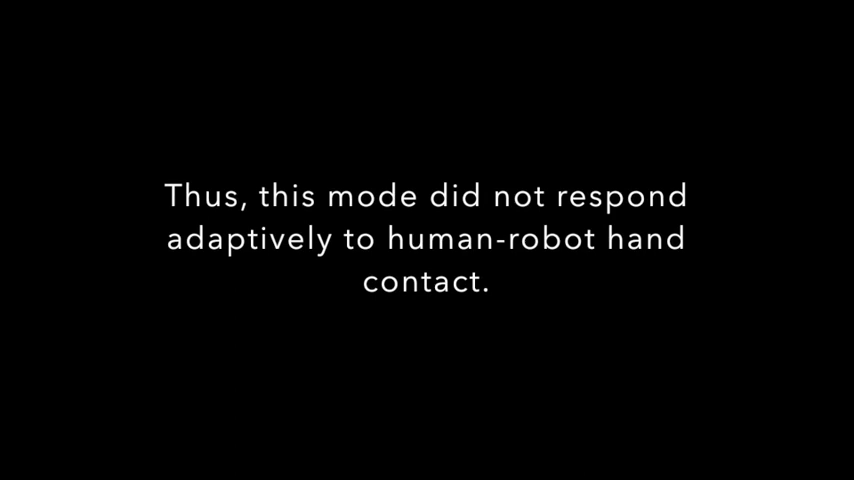 Thus, this mode did not respond
adaptively to human-robot hand
contact.